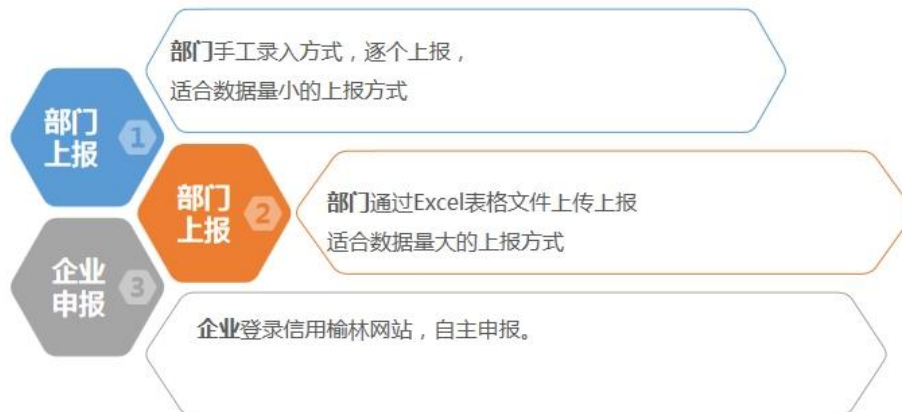 部门手工录入方式，逐个上报，
适合数据量小的上报方式
部门
上报
1
部门
上报
2
部门通过Excel表格文件上传上报
适合数据量大的上报方式
企业
申报
3
企业登录信用榆林网站，自主申报。